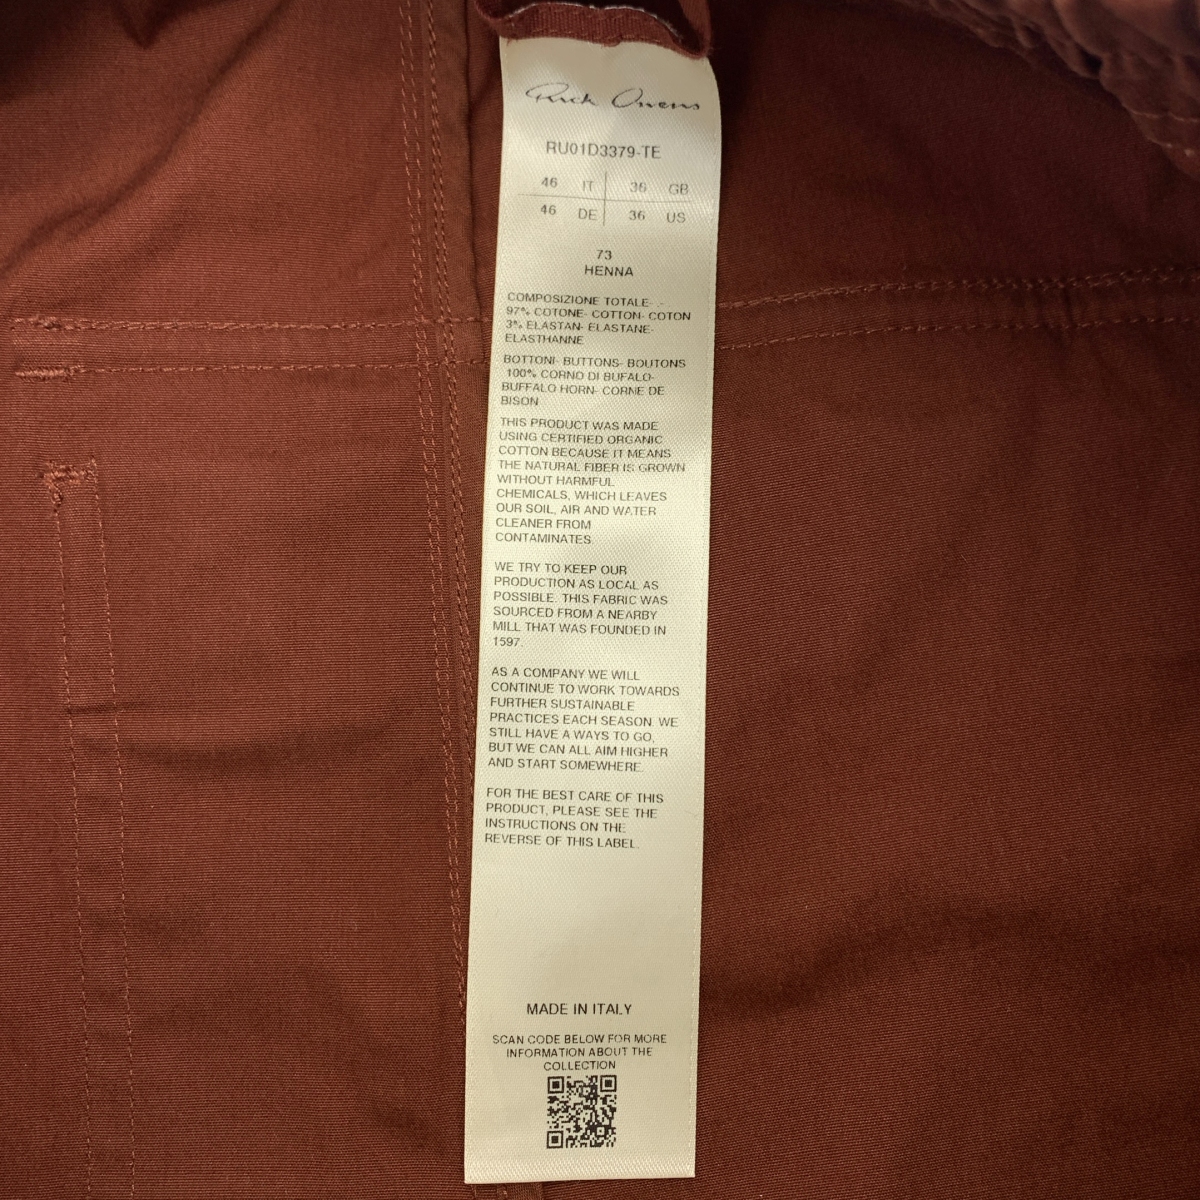 Rick Owens
RU01D3379-TE
46 IT 36 GB
46 DE 36 US
73
HENNA
COMPOSIZIONE TOTALE- .-
97% COTONE- COTTON- COTON
3% ELASTAN- ELASTANE-
ELASTHANNE
BOTTONI- BUTTONS- BOUTONS
100% CORNO DI BUFALO-
BUFFALO HORN- CORNE DE
BISON
THIS PRODUCT WAS MADE
USING CERTIFIED ORGANIC
COTTON BECAUSE IT MEANS
THE NATURAL FIBER IS GROWN
WITHOUT HARMFUL
CHEMICALS, WHICH LEAVES
OUR SOIL, AIR AND WATER
CLEANER FROM
CONTAMINATES.
WE TRY TO KEEP OUR
PRODUCTION AS LOCAL AS
POSSIBLE. THIS FABRIC WAS
SOURCED FROM A NEARBY
MILL THAT WAS FOUNDED IN
1597.
AS A COMPANY WE WILL
CONTINUE TO WORK TOWARDS
FURTHER SUSTAINABLE
PRACTICES EACH SEASON. WE
STILL HAVE A WAYS TO GO,
BUT WE CAN ALL AIM HIGHER
AND START SOMEWHERE.
FOR THE BEST CARE OF THIS
PRODUCT, PLEASE SEE THE
INSTRUCTIONS ON THE
REVERSE OF THIS LABEL.
MADE IN ITALY
SCAN CODE BELOW FOR MORE
INFORMATION ABOUT THE
COLLECTION